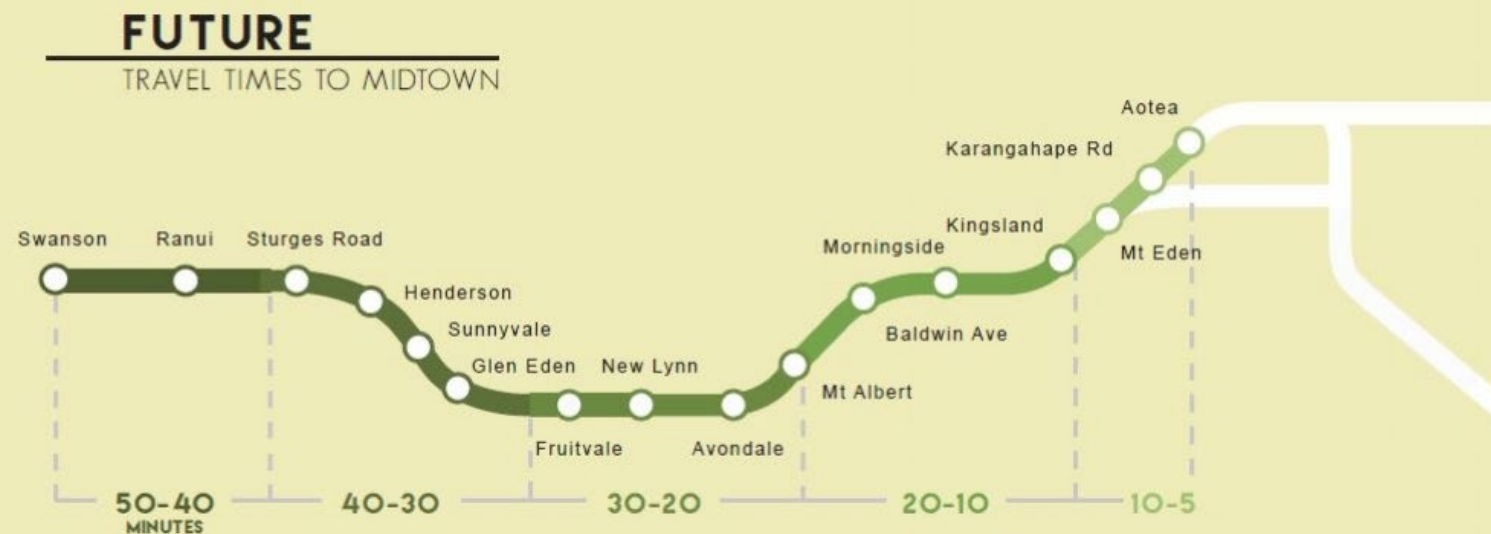 FUTURE
TRAVEL TIMES TO MIDTOWN
Aotea
Karangahape Rd
Kingsland
Mt Eden
Swanson
Ranui
Sturges Road
Morningside
Henderson
Sunnyvale
Baldwin Ave
Glen Eden
New Lynn
Mt Albert
Fruitvale
Avondale
50-40
MINUTES
40-30
30-20
20-10
10-5